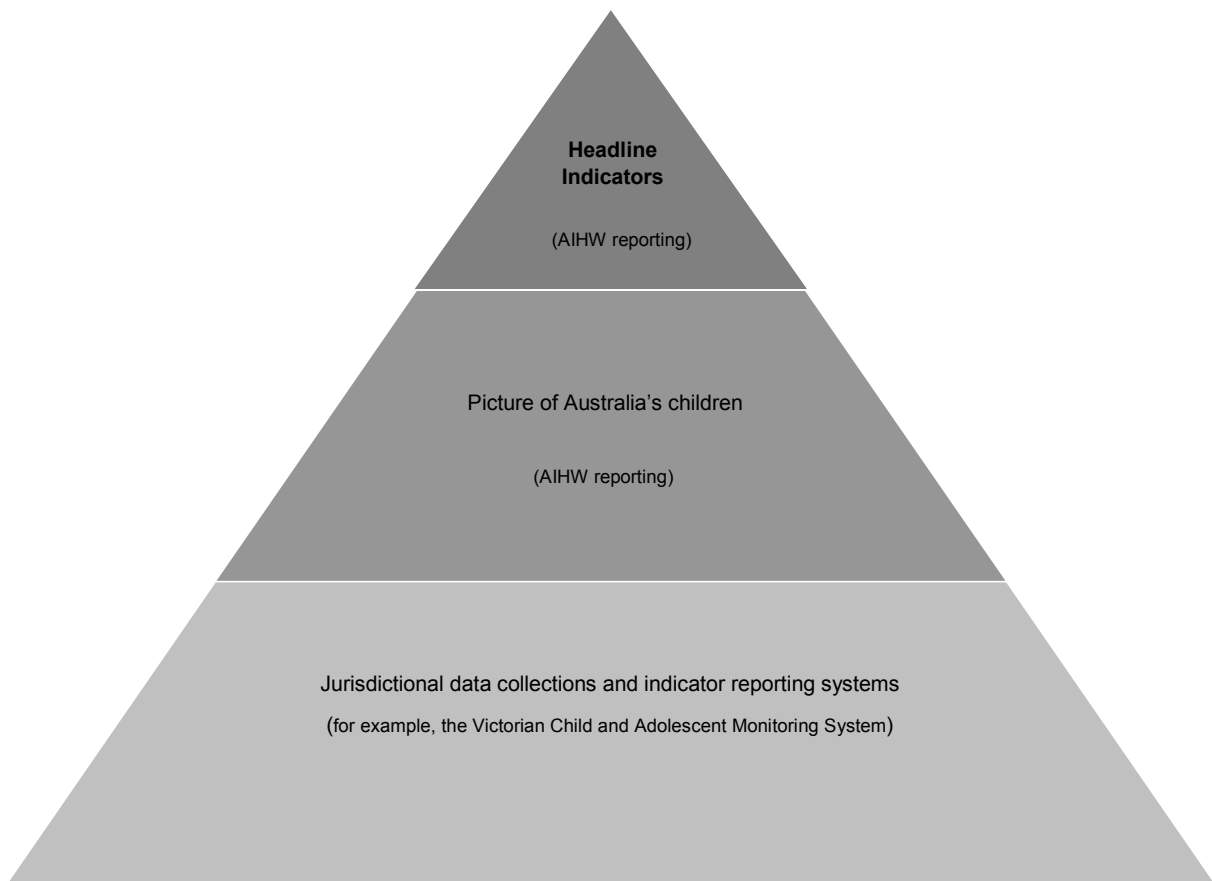 Headline
Indicators
(AIHW reporting)
Picture of Australia’s children
(AIHW reporting)
Jurisdictional data collections and indicator reporting systems
(for example, the Victorian Child and Adolescent Monitoring System)